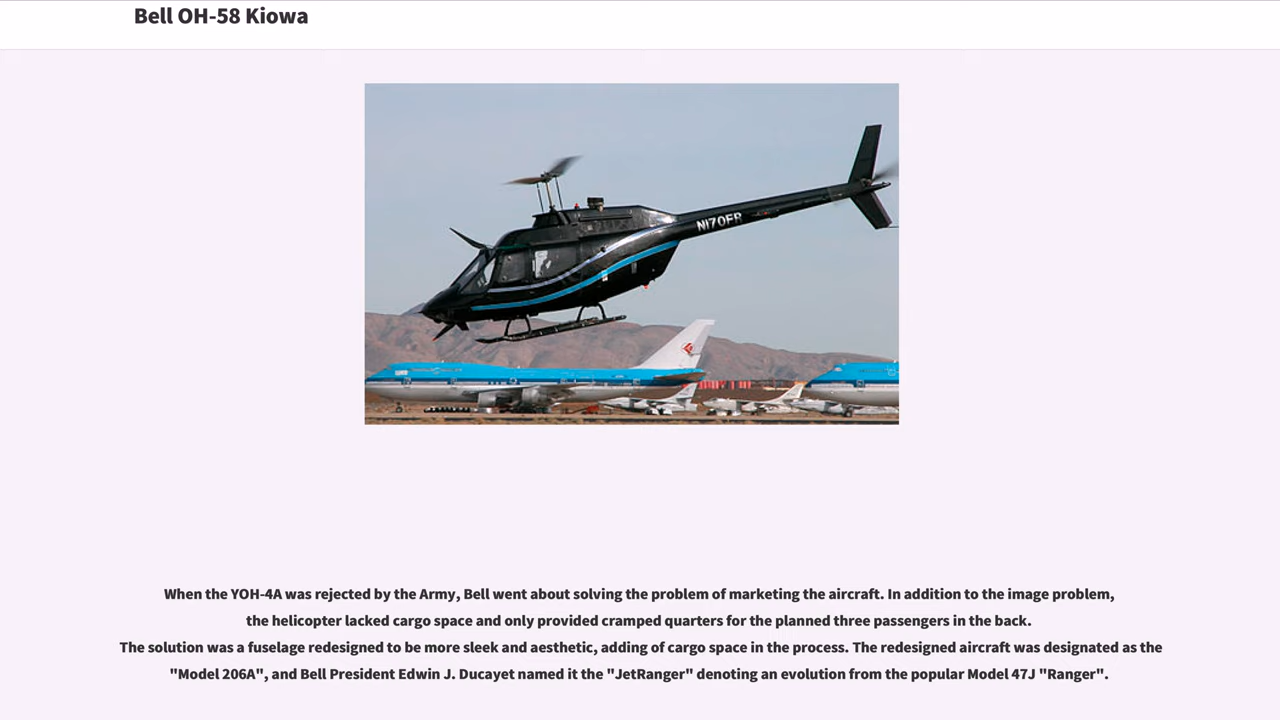 Bell OH-58 Kiowa
N170FR
When the YOH-4A was rejected by the Army, Bell went about solving the problem of marketing the aircraft. In addition to the image problem,
the helicopter lacked cargo space and only provided cramped quarters for the planned three passengers in the back.
The solution was a fuselage redesigned to be more sleek and aesthetic, adding of cargo space in the process. The redesigned aircraft was designated as the
"Model 206A", and Bell President Edwin J. Ducayet named it the "JetRanger" denoting an evolution from the popular Model 47J "Ranger".